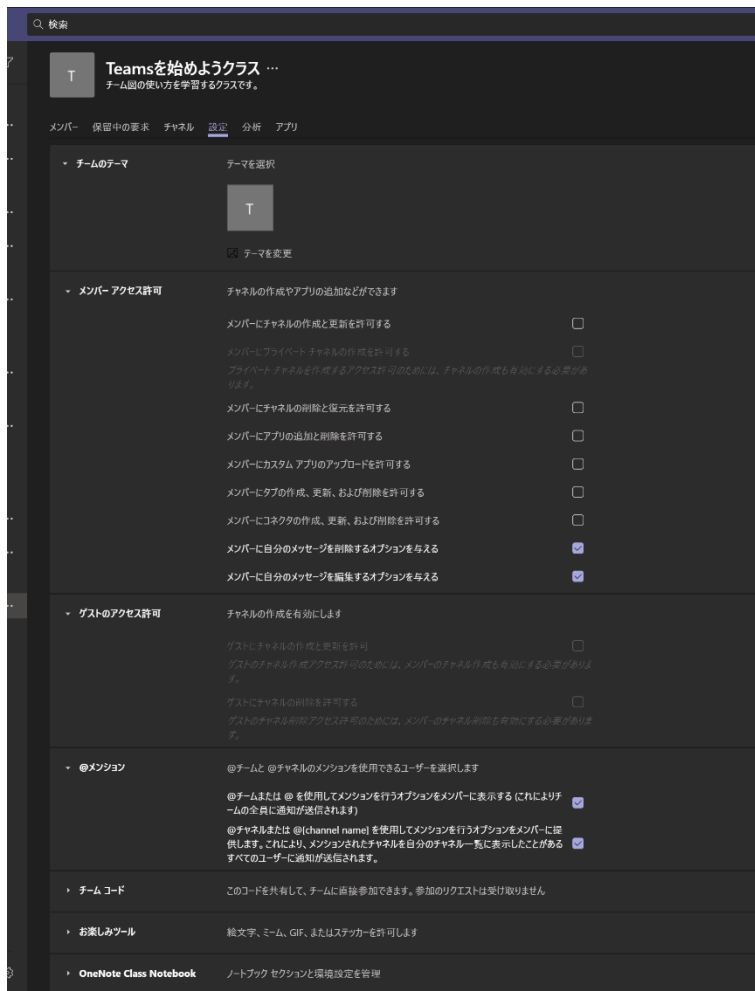 検索
T
Teamsを始めようクラス …
チーム図の使い方を学習するクラスです。
メンバー 保留中の要求 チャネル 設定 分析 アプリ
チームのテーマ
テーマを選択
T
テーマを変更
メンバー アクセス許可
チャネルの作成やアプリの追加などができます
メンバーにチャネルの作成と更新を許可する
メンバーにプライベート チャネルの作成を許可する
プライベート チャネルを作成するアクセス許可のためには、チャネルの作成も有効にする必要があ
ります。
メンバーにチャネルの削除と復元を許可する
メンバーにアプリの追加と削除を許可する
メンバーにカスタム アプリのアップロードを許可する
メンバーにタブの作成、更新、および削除を許可する
メンバーにコネクタの作成、更新、および削除を許可する
メンバーに自分のメッセージを削除するオプションを与える
メンバーに自分のメッセージを編集するオプションを与える
ゲストのアクセス許可
チャネルの作成を有効にします
ゲストにチャネルの作成と更新を許可
ゲストのチャネル作成アクセス許可のためには、メンバーのチャネル作成も有効にする必要がありま
す。
ゲストにチャネルの削除を許可する
ゲストのチャネル削除アクセス許可のためには、メンバーのチャネル削除も有効にする必要がありま
す。
@メンション
@チームと @チャネルのメンションを使用できるユーザーを選択します
@チームまたは @ を使用してメンションを行うオプションをメンバーに表示する (これによりチ
ームの全員に通知が送信されます)
@チャネルまたは @[channel name] を使用してメンションを行うオプションをメンバーに提
供します。これにより、メンションされたチャネルを自分のチャネル一覧に表示したことがある
すべてのユーザーに通知が送信されます。
チーム コード
このコードを共有して、チームに直接参加できます。参加のリクエストは受け取りません
お楽しみツール
絵文字、ミーム、GIF、またはステッカーを許可します
OneNote Class Notebook
ノートブック セクションと環境設定を管理